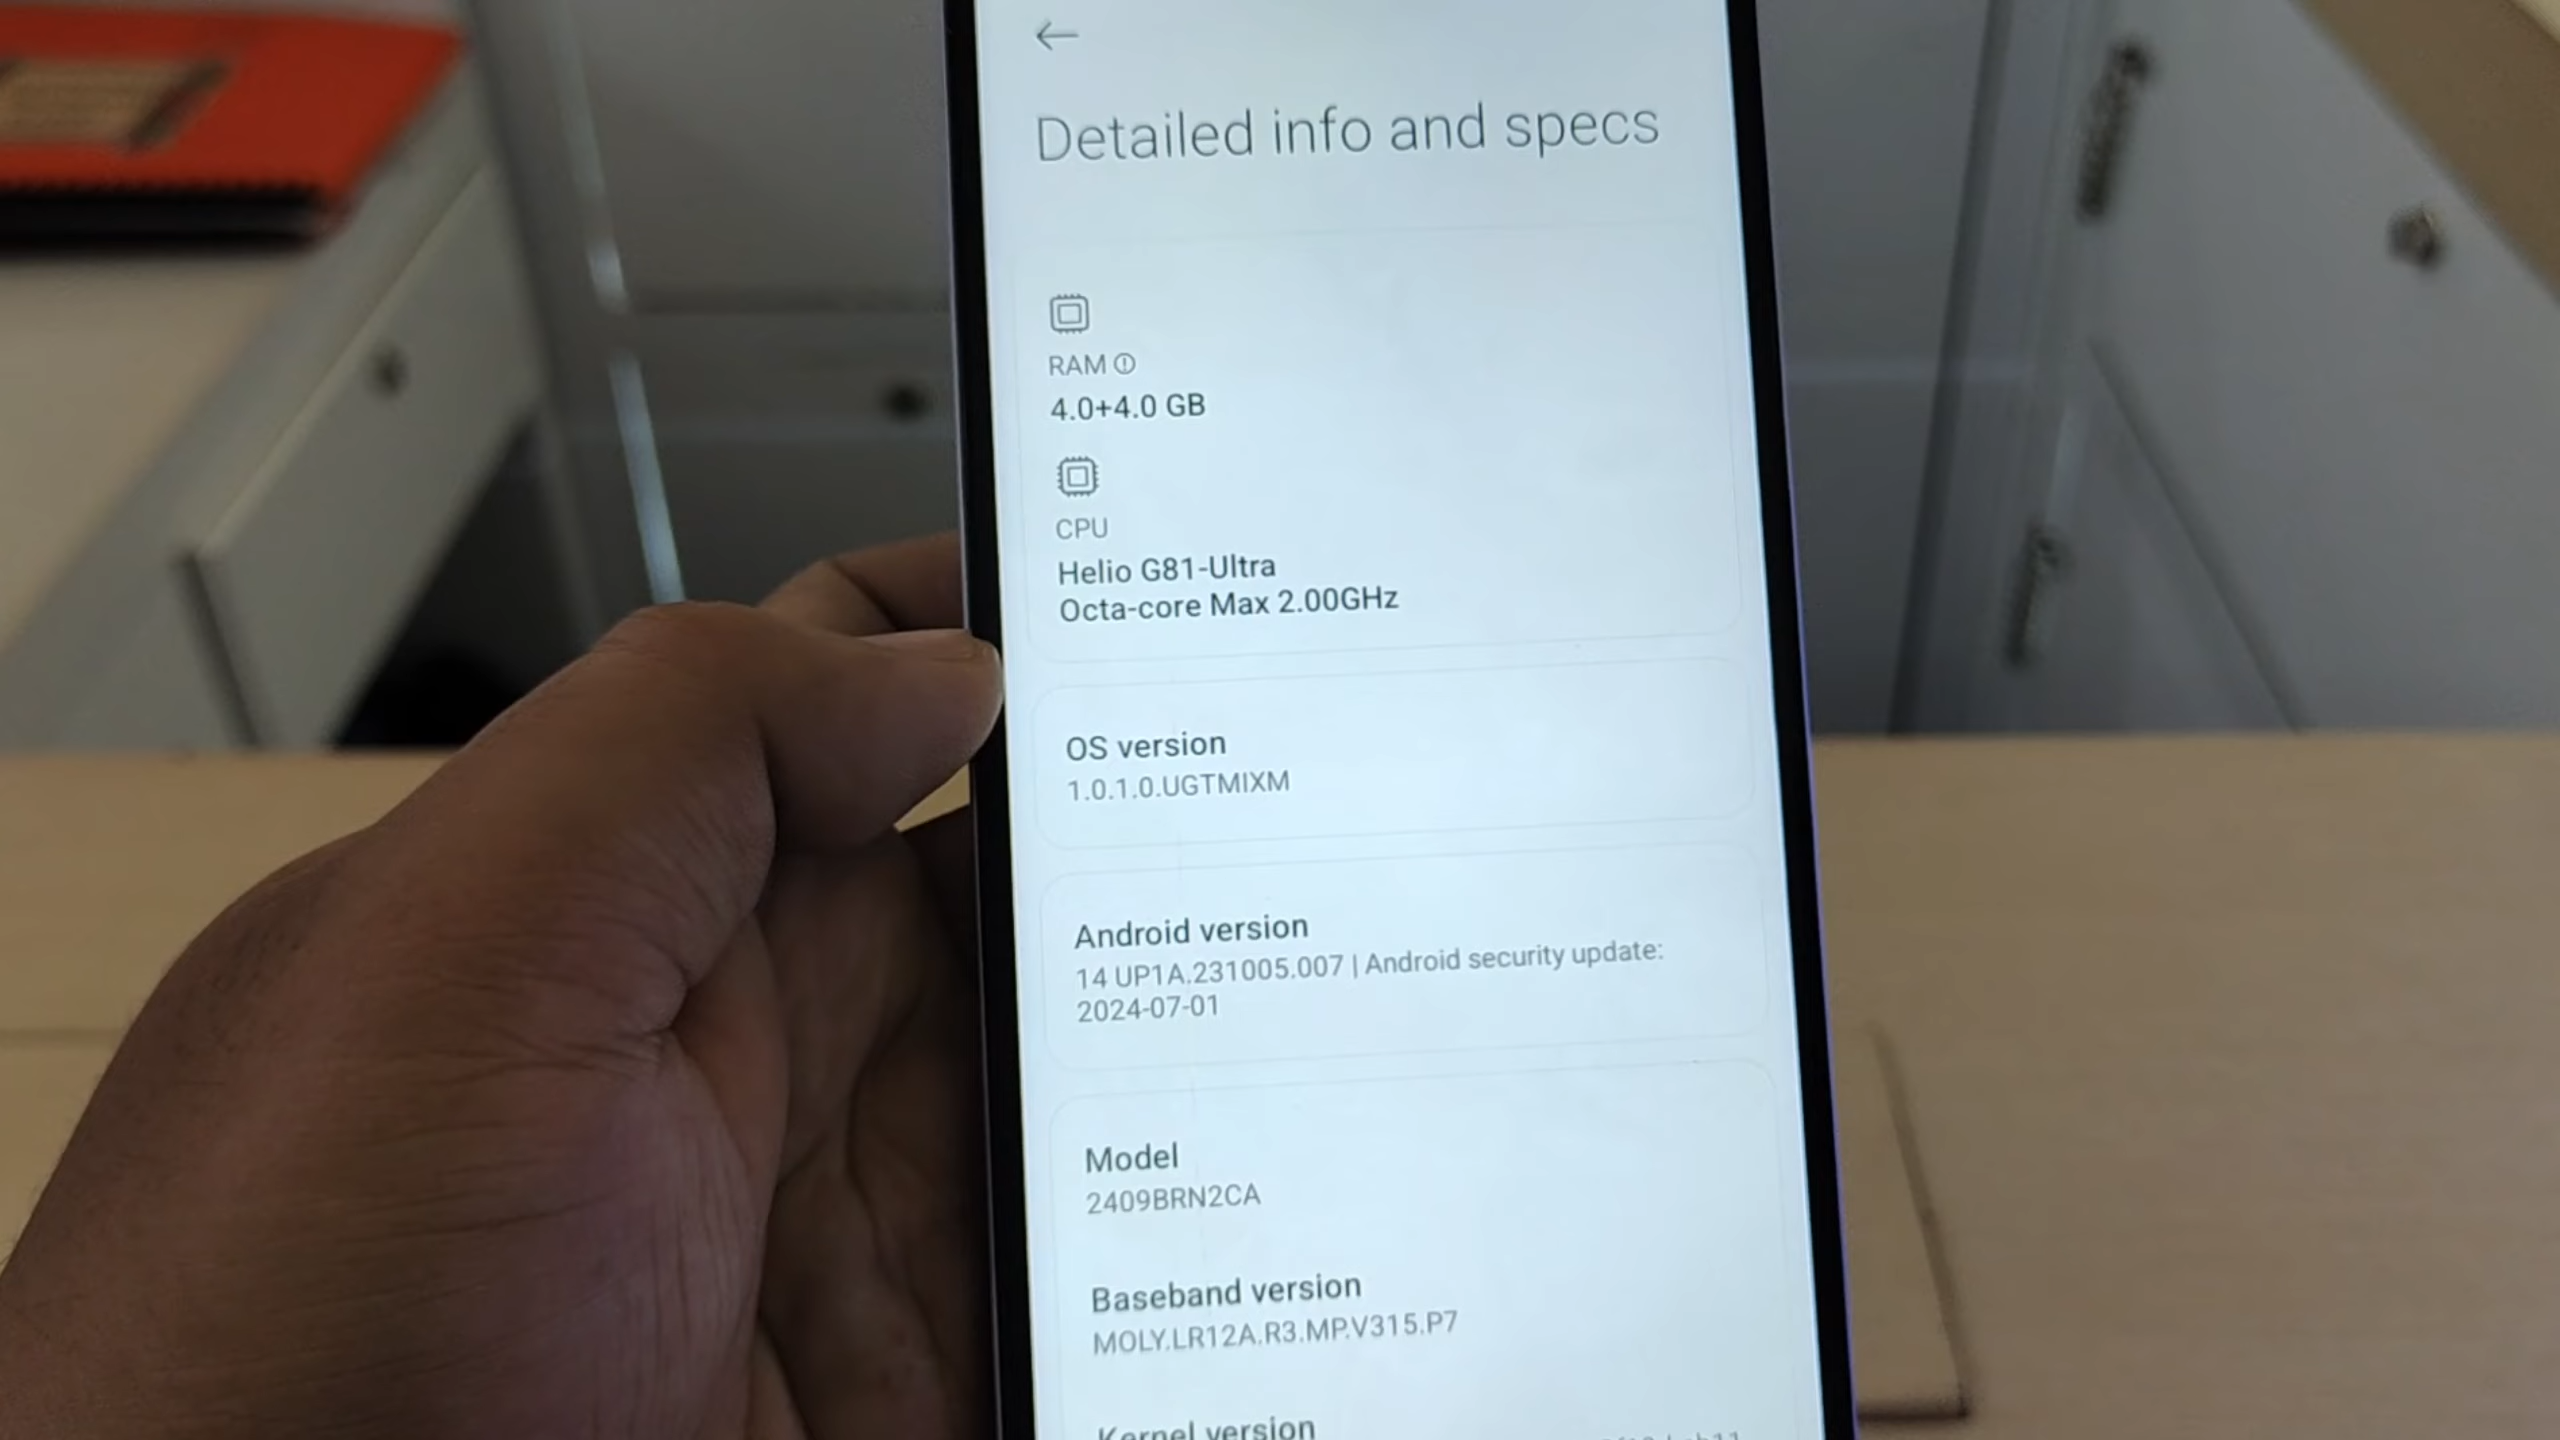 Detailed info and specs
RAM
4.0+4.0 GB
CPU
Helio G81-Ultra
Octa-core Max 2.00GHz
OS version
1.0.1.0.UGTMIXM
Android version
14 UP1A.231005.007 | Android security update:
2024-07-01
Model
2409BRN2CA
Baseband version
MOLY.LR12A.R3.MP.V315.P7
Kernel version